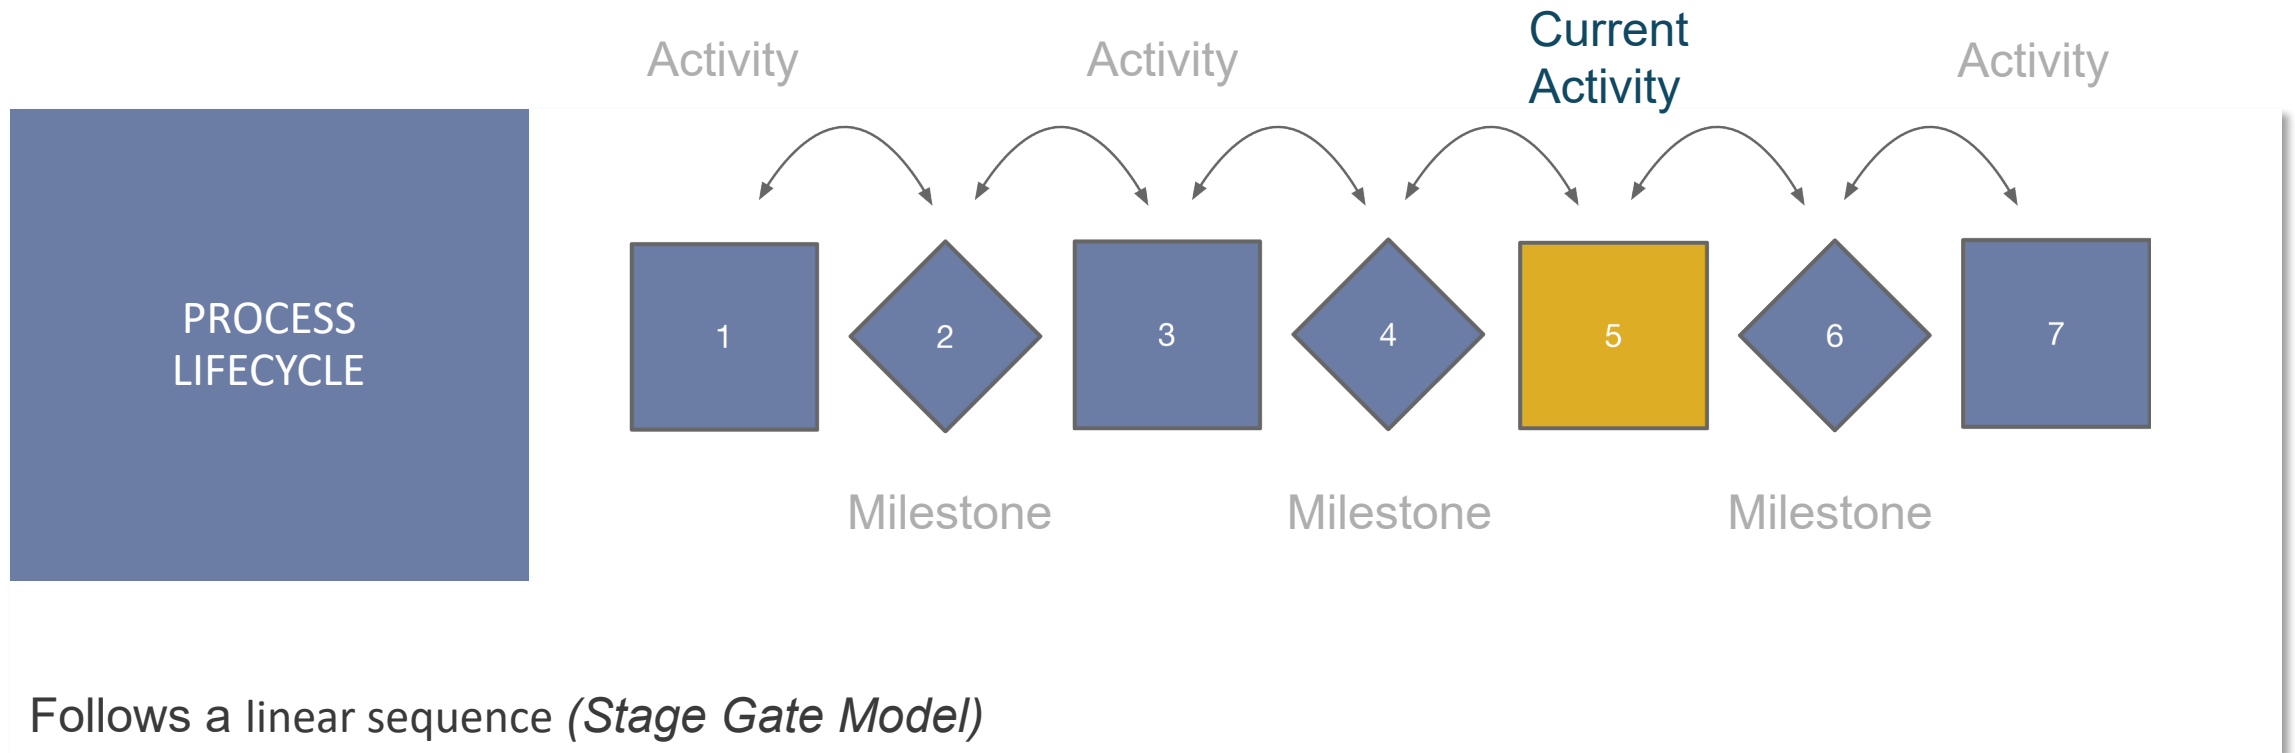 Activity
Activity
Current
Activity
Activity
PROCESS
LIFECYCLE
1
2
3
4
5
6
7
Milestone
Milestone
Milestone
Follows a linear sequence (Stage Gate Model)